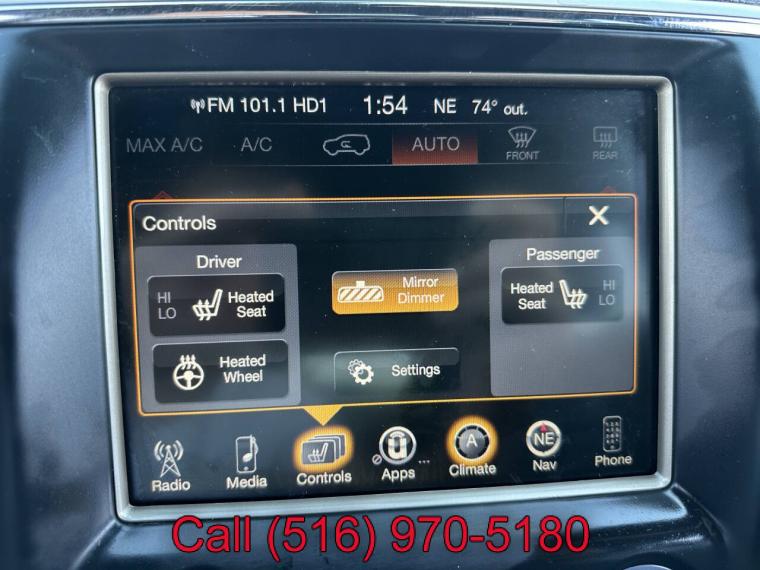 FM 101.1 HD1 1:54 NE 74° out.
MAX A/C A/C AUTO FRONT REAR
Controls X
Driver Passenger
HI LO Heated Seat
Mirror Dimmer
Heated Seat HI LO
Heated Wheel
Settings
Radio Media Controls Apps ... A Climate NE Nav Phone
Call (516) 970-5180